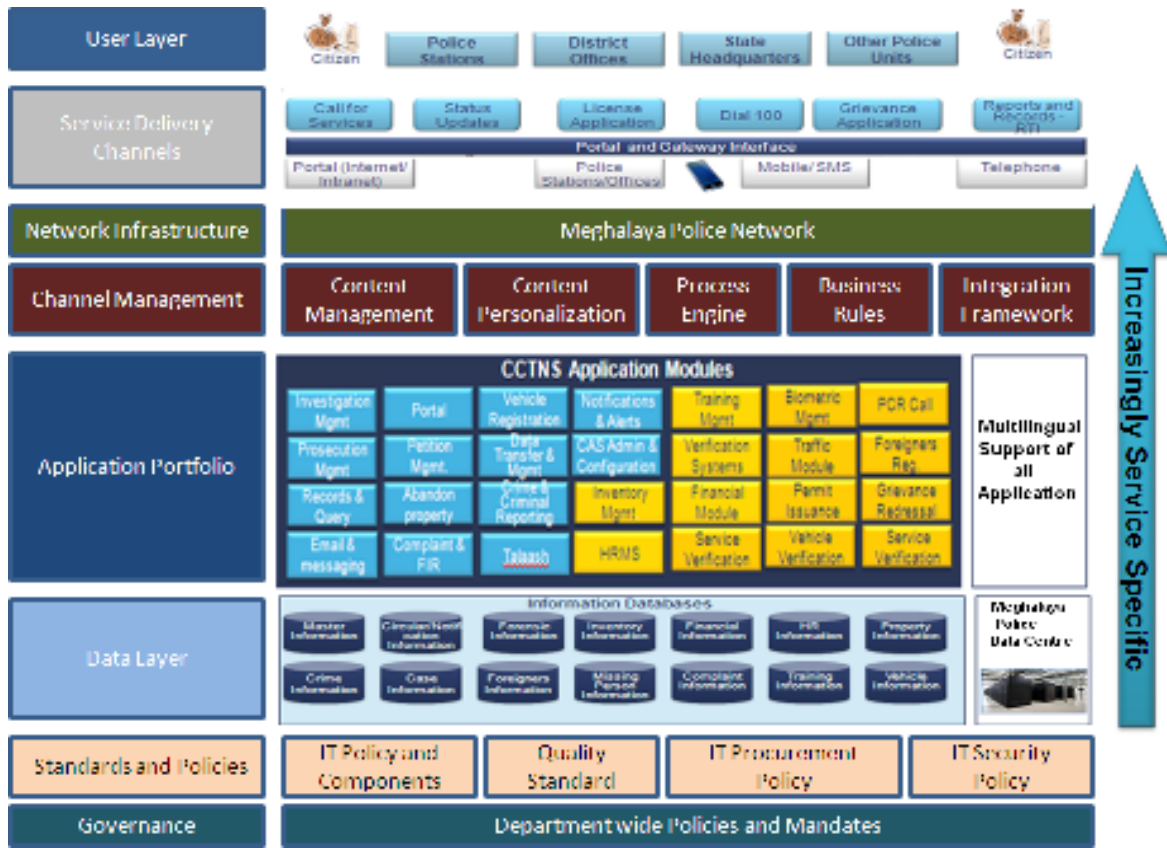 User Layer
Citizen
Police
Stations
District
Offices
State
Headquarters
Other Police
Units
Citizen
Service Delivery
Channels
Call for
Services
Status
Updates
License
Application
Dial 100
Grievance
Application
Reports and
Records -
RTI
Portal and Gateway Interface
Portal (Internet/
Intranet)
Police
Stations/Offices
Mobile/SMS
Telephone
Network Infrastructure
Meghalaya Police Network
Channel Management
Content
Management
Content
Personalization
Process
Engine
Business
Rules
Integration
Framework
Application Portfolio
CCTNS Application Modules
Investigation
Mgmt
Portal
Vehicle
Registration
Notifications
& Alerts
Training
Mgmt
Biometric
Mgmt
PCR Call
Prosecution
Mgmt
Petition
Mgmt.
Data
Transfer &
Mgmt
CAS Admin &
Configuration
Verification
Systems
Traffic
Module
Foreigners
Reg.
Records &
Query
Abandon
property
Crime &
Criminal
Reporting
Inventory
Mgmt
Financial
Module
Permit
Issuance
Grievance
Redressal
Email &
messaging
Complaint &
FIR
Talaash
HRMS
Service
Verification
Vehicle
Verification
Service
Verification
Multilingual
Support of
all
Application
Data Layer
Information Databases
Master
Information
Circular/Notifi
cation
Information
Forensic
Information
Inventory
Information
Financial
Information
HR
Information
Property
Information
Crime
Information
Case
Information
Foreigners
Information
Missing
Person
Information
Complaint
Information
Training
Information
Vehicle
Information
Meghalaya
Police
Data Centre
Standards and Policies
IT Policy and
Components
Quality
Standard
IT Procurement
Policy
IT Security
Policy
Governance
Department wide Policies and Mandates
Increasingly Service Specific